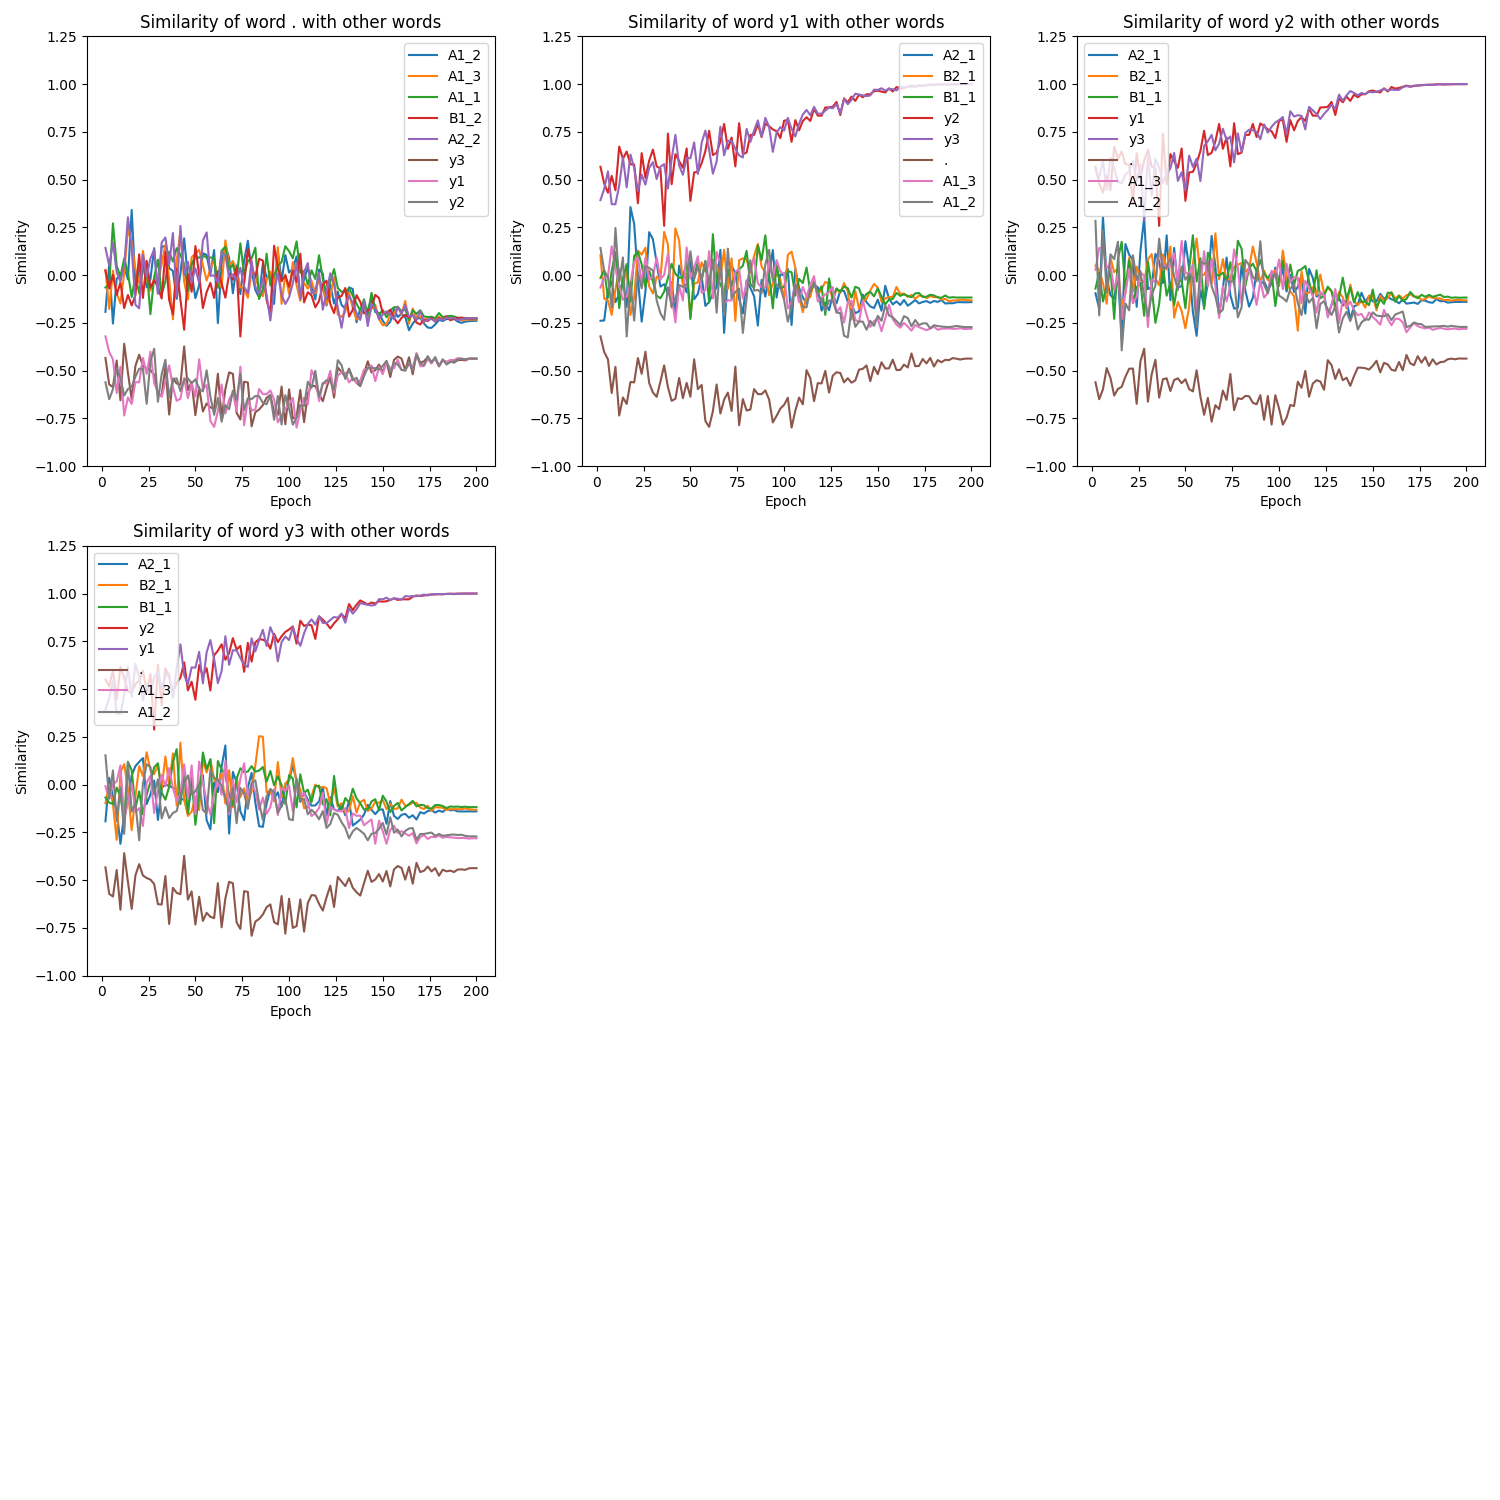 Similarity of word . with other words
1.25
1.00
0.75
0.50
0.25
0.00
−0.25
−0.50
−0.75
−1.00
Similarity
0 25 50 75 100 125 150 175 200
Epoch
A1_2
A1_3
A1_1
B1_2
A2_2
y3
y1
y2
Similarity of word y1 with other words
1.25
1.00
0.75
0.50
0.25
0.00
−0.25
−0.50
−0.75
−1.00
Similarity
0 25 50 75 100 125 150 175 200
Epoch
A2_1
B2_1
B1_1
y2
y3
.
A1_3
A1_2
Similarity of word y2 with other words
1.25
1.00
0.75
0.50
0.25
0.00
−0.25
−0.50
−0.75
−1.00
Similarity
0 25 50 75 100 125 150 175 200
Epoch
A2_1
B2_1
B1_1
y1
y3
.
A1_3
A1_2
Similarity of word y3 with other words
1.25
1.00
0.75
0.50
0.25
0.00
−0.25
−0.50
−0.75
−1.00
Similarity
0 25 50 75 100 125 150 175 200
Epoch
A2_1
B2_1
B1_1
y2
y1
.
A1_3
A1_2